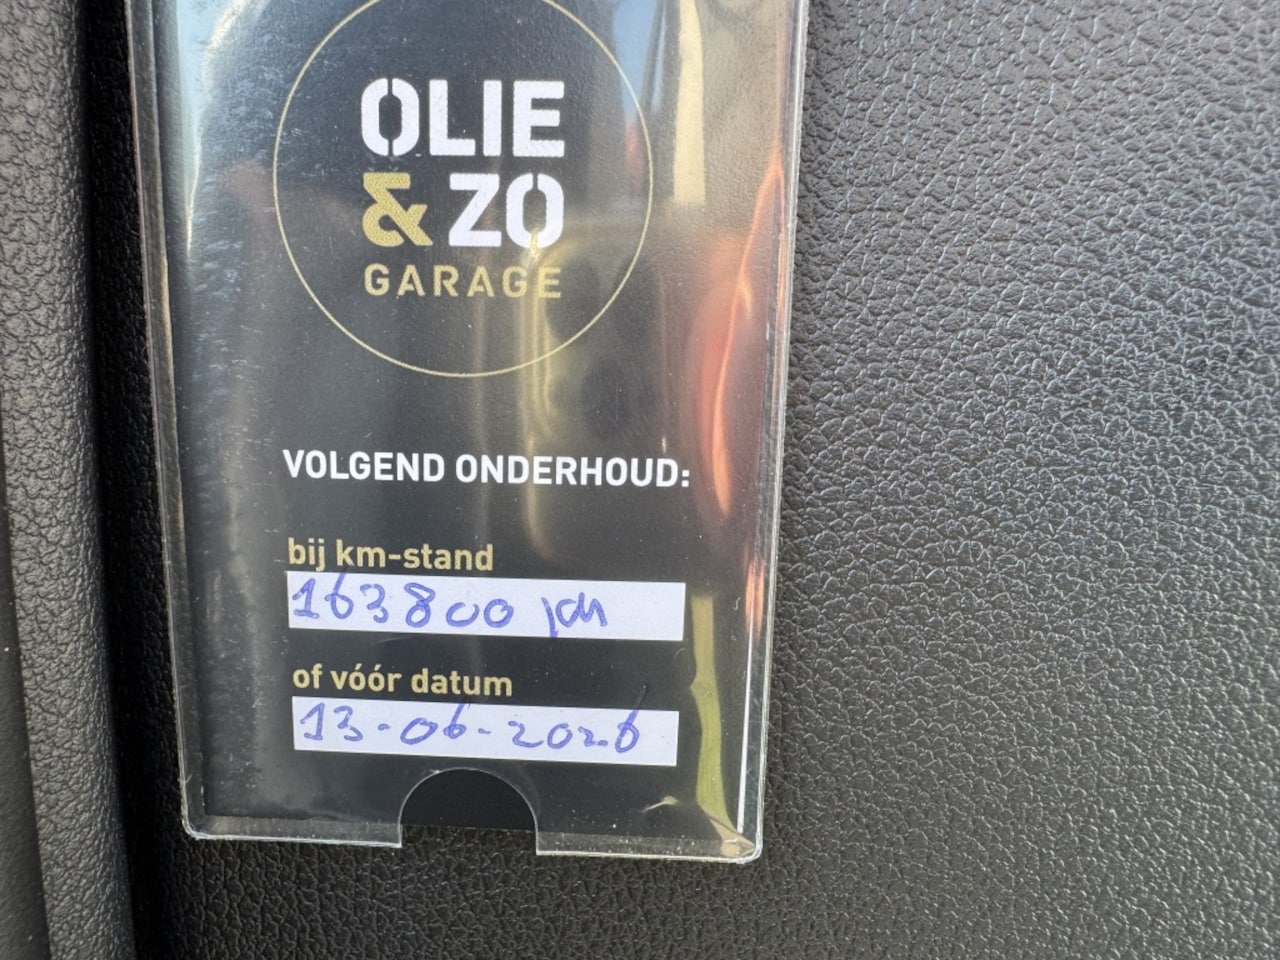 OLIE
& ZO
GARAGE
VOLGEND ONDERHOUD:
bij km-stand
163800 km
of vóór datum
13-06-2026